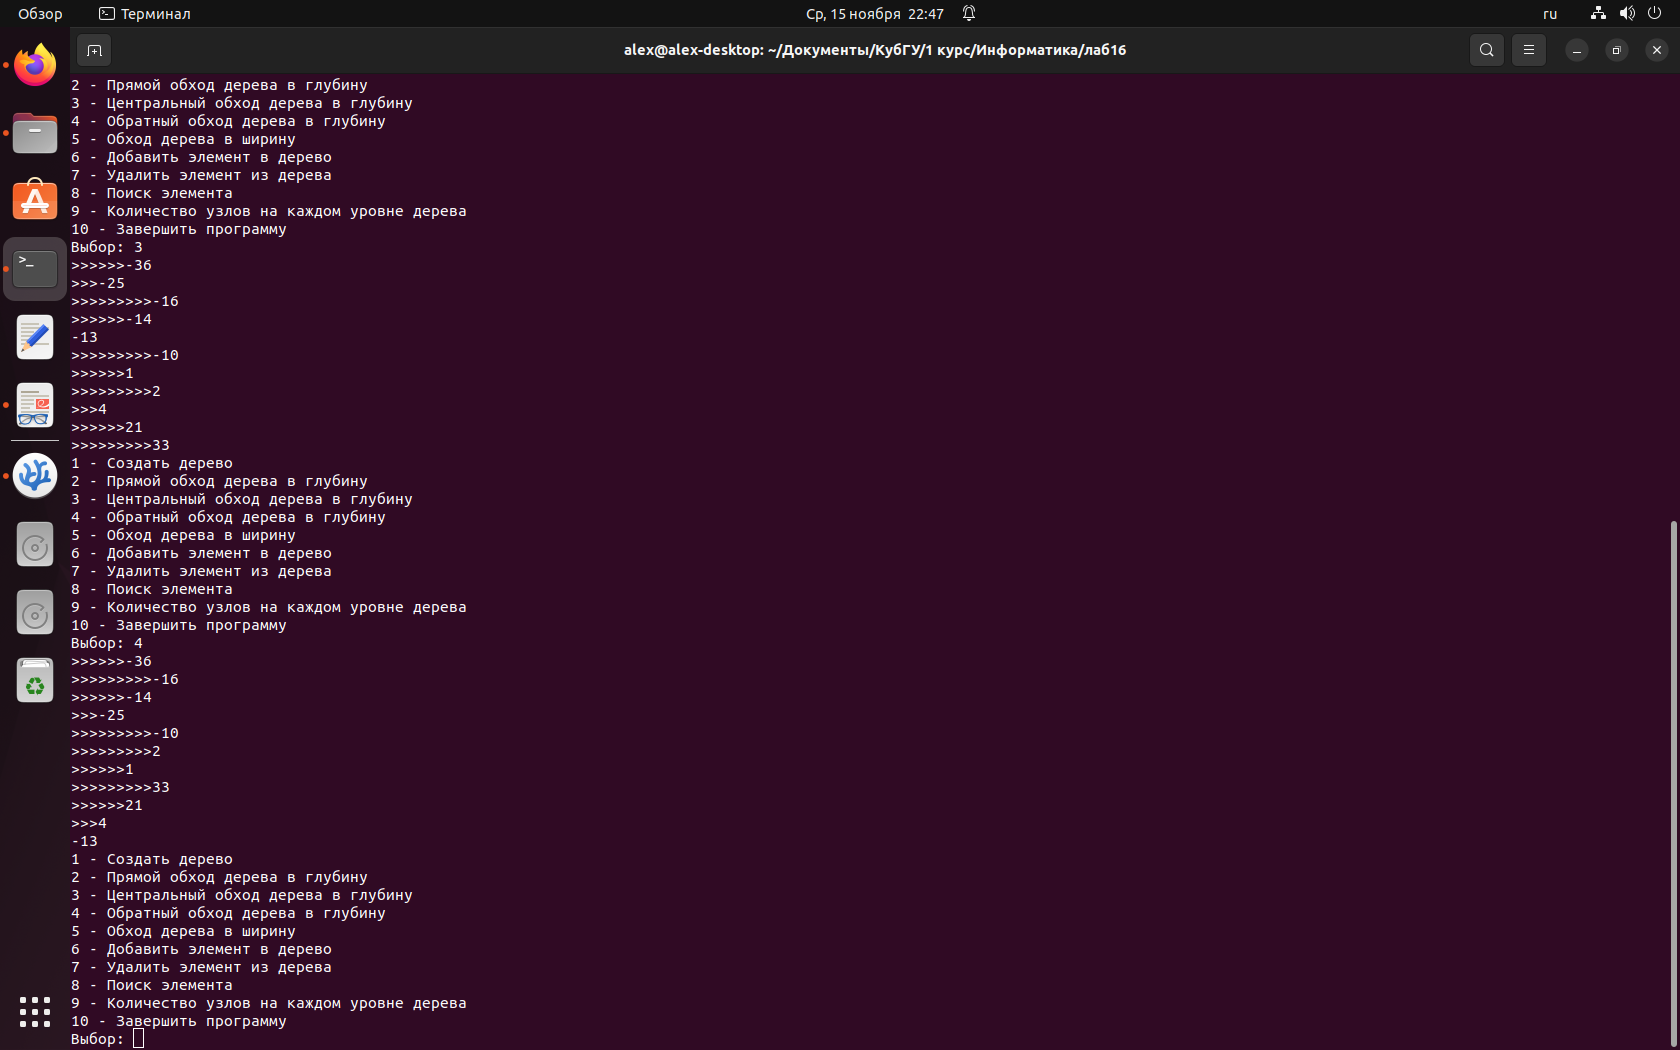 Обзор
Терминал
Ср, 15 ноября 22:47
ru
alex@alex-desktop: ~/Документы/КубГУ/1 курс/Информатика/лаб16
2 - Прямой обход дерева в глубину
3 - Центральный обход дерева в глубину
4 - Обратный обход дерева в глубину
5 - Обход дерева в ширину
6 - Добавить элемент в дерево
7 - Удалить элемент из дерева
8 - Поиск элемента
9 - Количество узлов на каждом уровне дерева
10 - Завершить программу
Выбор: 3
>>>>>>-36
>>>-25
>>>>>>>>>-16
>>>>>>-14
-13
>>>>>>>>>-10
>>>>>>1
>>>>>>>>>2
>>>4
>>>>>>21
>>>>>>>>>33
1 - Создать дерево
2 - Прямой обход дерева в глубину
3 - Центральный обход дерева в глубину
4 - Обратный обход дерева в глубину
5 - Обход дерева в ширину
6 - Добавить элемент в дерево
7 - Удалить элемент из дерева
8 - Поиск элемента
9 - Количество узлов на каждом уровне дерева
10 - Завершить программу
Выбор: 4
>>>>>>-36
>>>>>>>>>-16
>>>>>>-14
>>>-25
>>>>>>>>>-10
>>>>>>>>>2
>>>>>>1
>>>>>>>>>33
>>>>>>21
>>>4
-13
1 - Создать дерево
2 - Прямой обход дерева в глубину
3 - Центральный обход дерева в глубину
4 - Обратный обход дерева в глубину
5 - Обход дерева в ширину
6 - Добавить элемент в дерево
7 - Удалить элемент из дерева
8 - Поиск элемента
9 - Количество узлов на каждом уровне дерева
10 - Завершить программу
Выбор: